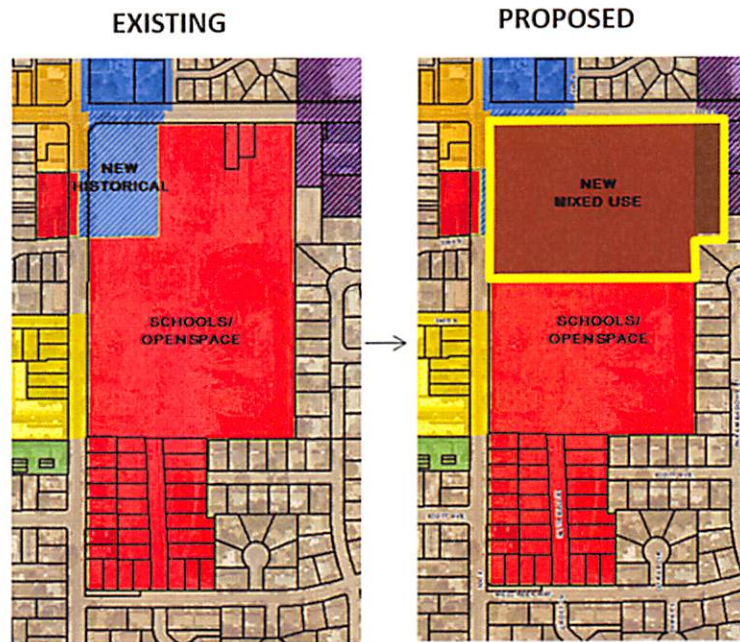 EXISTING
PROPOSED
NEW
HISTORICAL
SCHOOLS/
OPENSPACE
NEW
MIXED USE
SCHOOLS/
OPENSPACE